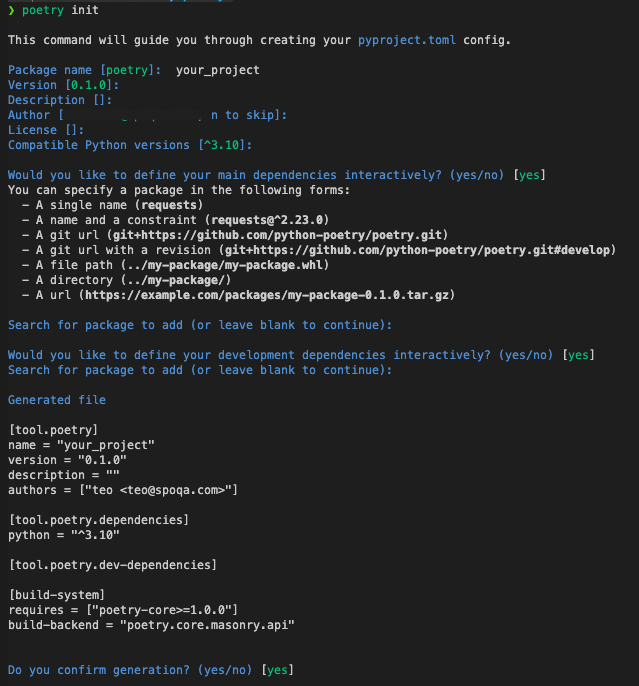 ❯ poetry init
This command will guide you through creating your pyproject.toml config.
Package name [poetry]:  your_project
Version [0.1.0]:
Description []:
Author [ n to skip]:
License []:
Compatible Python versions [^3.10]:
Would you like to define your main dependencies interactively? (yes/no) [yes]
You can specify a package in the following forms:
  - A single name (requests)
  - A name and a constraint (requests@^2.23.0)
  - A git url (git+https://github.com/python-poetry/poetry.git)
  - A git url with a revision (git+https://github.com/python-poetry/poetry.git#develop)
  - A file path (../my-package/my-package.whl)
  - A directory (../my-package/)
  - A url (https://example.com/packages/my-package-0.1.0.tar.gz)
Search for package to add (or leave blank to continue):
Would you like to define your development dependencies interactively? (yes/no) [yes]
Search for package to add (or leave blank to continue):
Generated file
[tool.poetry]
name = "your_project"
version = "0.1.0"
description = ""
authors = ["teo <teo@spoqa.com>"]
[tool.poetry.dependencies]
python = "^3.10"
[tool.poetry.dev-dependencies]
[build-system]
requires = ["poetry-core>=1.0.0"]
build-backend = "poetry.core.masonry.api"
Do you confirm generation? (yes/no) [yes]